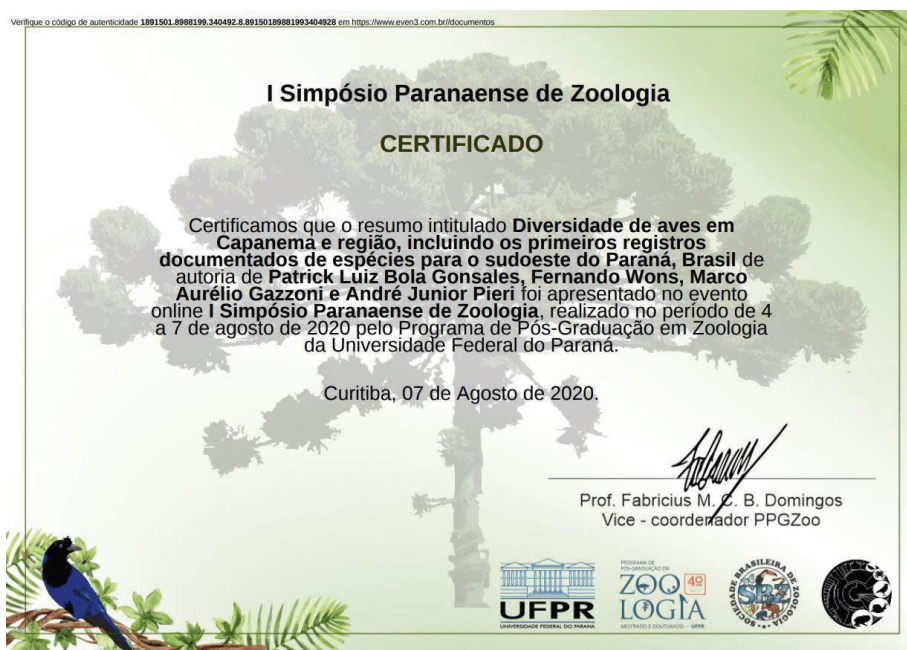 Verifique o código de autenticidade 1891501.8988199.340492.8.89150189881993404928 em https://www.even3.com.br//documentos
I Simpósio Paranaense de Zoologia
CERTIFICADO
Certificamos que o resumo intitulado Diversidade de aves em
Capanema e região, incluindo os primeiros registros
documentados de espécies para o sudoeste do Paraná, Brasil de
autoria de Patrick Luiz Bola Gonsales, Fernando Wons, Marco
Aurélio Gazzoni e André Junior Pieri foi apresentado no evento
online I Simpósio Paranaense de Zoologia, realizado no período de 4
a 7 de agosto de 2020 pelo Programa de Pós-Graduação em Zoologia
da Universidade Federal do Paraná.
Curitiba, 07 de Agosto de 2020.
Prof. Fabricius M. C. B. Domingos
Vice - coordenador PPGZoo
UFPR
UNIVERSIDADE FEDERAL DO PARANÁ
PROGRAMA DE
PÓS-GRADUAÇÃO EM
ZOO
LOGIA
MESTRADO E DOUTORADO – UFPR
SOCIEDADE BRASILEIRA DE ZOOLOGIA
SBZ